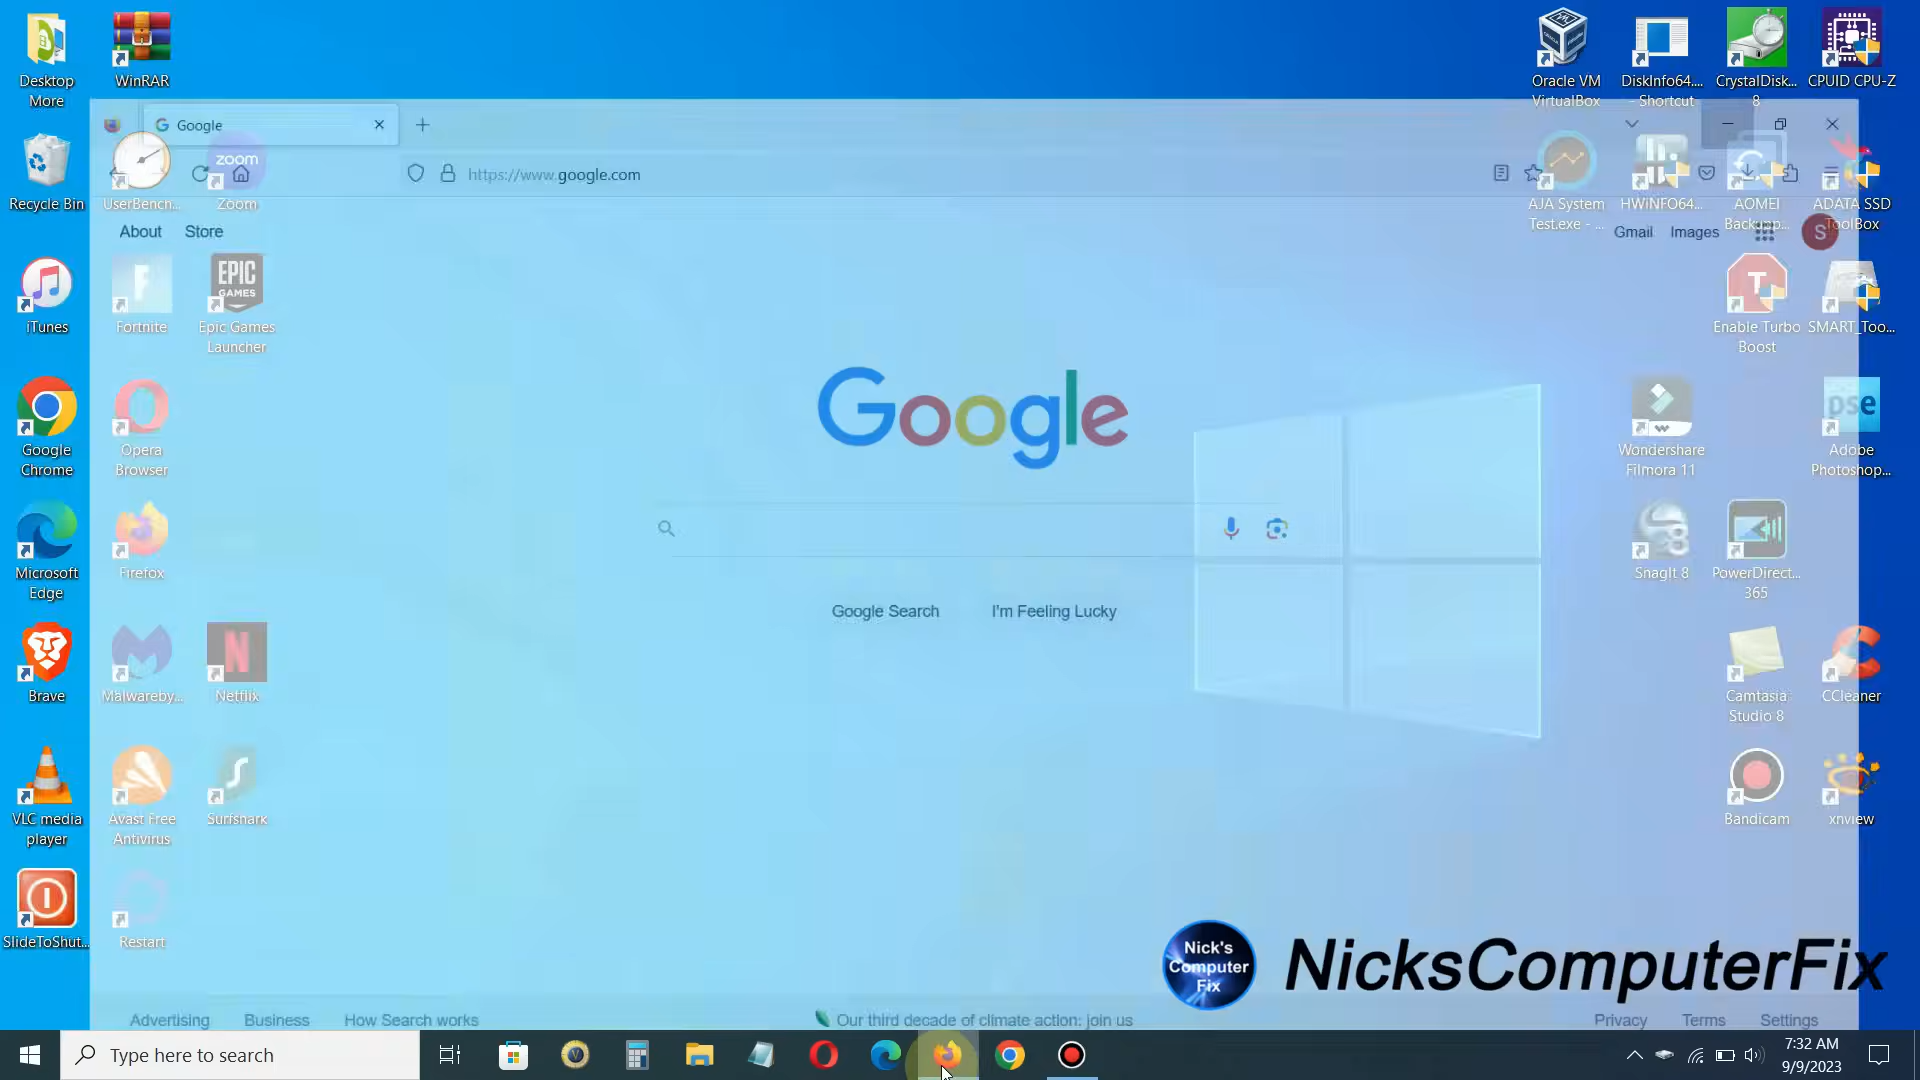 Desktop
More
WinRAR
Oracle VM
VirtualBox
DiskInfo64....
- Shortcut
CrystalDisk...
8
CPUID CPU-Z
Google
https://www.google.com
Recycle Bin
UserBench...
zoom
Zoom
AJA System
Test.exe - ...
HWiNFO64...
AOMEI
Backupp...
ADATA SSD
ToolBox
About
Store
Gmail
Images
S
iTunes
F
Fortnite
EPIC
GAMES
Epic Games
Launcher
T
Enable Turbo
Boost
SMART_Too...
Google
Google
Chrome
Opera
Browser
Wondershare
Filmora 11
DSE
Adobe
Photoshop...
Microsoft
Edge
Firefox
SnagIt 8
PowerDirect...
365
Google Search
I'm Feeling Lucky
Brave
Malwareby...
Netflix
Camtasia
Studio 8
CCleaner
VLC media
player
Avast Free
Antivirus
Surfshark
Bandicam
xnview
SlideToShut...
Restart
Nick's
Computer
Fix
NicksComputerFix
Advertising
Business
How Search works
Our third decade of climate action: join us
Privacy
Terms
Settings
Type here to search
7:32 AM
9/9/2023